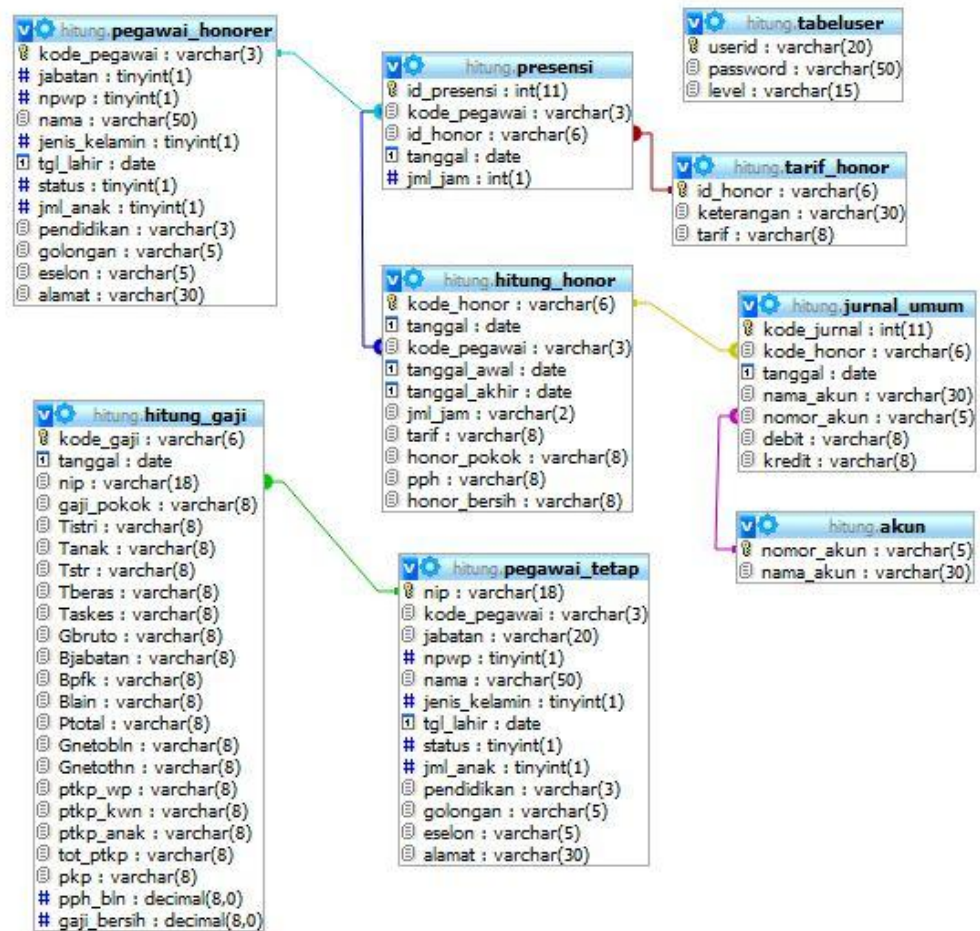 hitung.pegawai_honorer
kode_pegawai : varchar(3)
jabatan : tinyint(1)
npwp : tinyint(1)
nama : varchar(50)
jenis_kelamin : tinyint(1)
tgl_lahir : date
status : tinyint(1)
jml_anak : tinyint(1)
pendidikan : varchar(3)
golongan : varchar(5)
eselon : varchar(5)
alamat : varchar(30)
hitung.presensi
id_presensi : int(11)
kode_pegawai : varchar(3)
id_honor : varchar(6)
tanggal : date
jml_jam : int(1)
hitung.tabeluser
userid : varchar(20)
password : varchar(50)
level : varchar(15)
hitung.tarif_honor
id_honor : varchar(6)
keterangan : varchar(30)
tarif : varchar(8)
hitung.hitung_honor
kode_honor : varchar(6)
tanggal : date
kode_pegawai : varchar(3)
tanggal_awal : date
tanggal_akhir : date
jml_jam : varchar(2)
tarif : varchar(8)
honor_pokok : varchar(8)
pph : varchar(8)
honor_bersih : varchar(8)
hitung.jurnal_umum
kode_jurnal : int(11)
kode_honor : varchar(6)
tanggal : date
nama_akun : varchar(30)
nomor_akun : varchar(5)
debit : varchar(8)
kredit : varchar(8)
hitung.akun
nomor_akun : varchar(5)
nama_akun : varchar(30)
hitung.hitung_gaji
kode_gaji : varchar(6)
tanggal : date
nip : varchar(18)
gaji_pokok : varchar(8)
Tistri : varchar(8)
Tanak : varchar(8)
Tstr : varchar(8)
Tberas : varchar(8)
Taskes : varchar(8)
Gbruto : varchar(8)
Bjabatan : varchar(8)
Bpfk : varchar(8)
Blain : varchar(8)
Ptotal : varchar(8)
Gnetobln : varchar(8)
Gnetothn : varchar(8)
ptkp_wp : varchar(8)
ptkp_kwn : varchar(8)
ptkp_anak : varchar(8)
tot_ptkp : varchar(8)
pkp : varchar(8)
pph_bln : decimal(8,0)
gaji_bersih : decimal(8,0)
hitung.pegawai_tetap
nip : varchar(18)
kode_pegawai : varchar(3)
jabatan : varchar(20)
npwp : tinyint(1)
nama : varchar(50)
jenis_kelamin : tinyint(1)
tgl_lahir : date
status : tinyint(1)
jml_anak : tinyint(1)
pendidikan : varchar(3)
golongan : varchar(5)
eselon : varchar(5)
alamat : varchar(30)